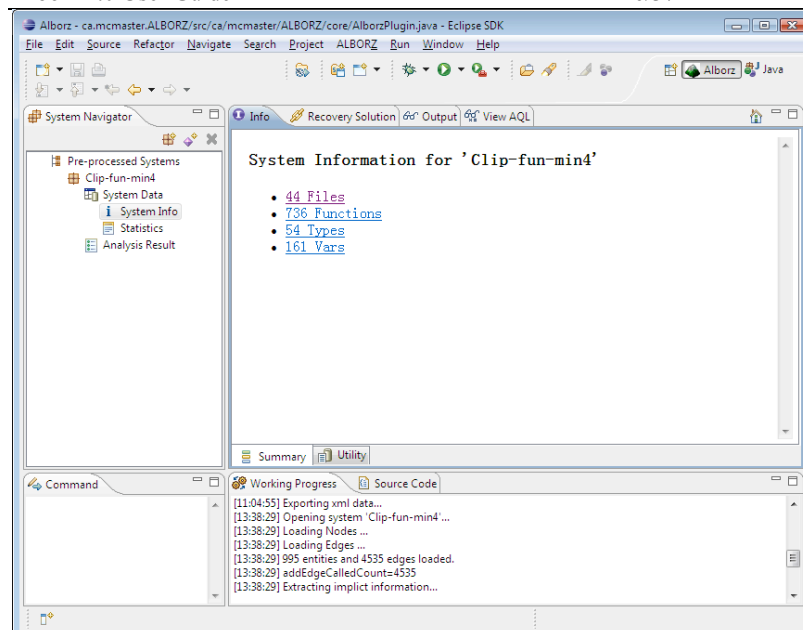 Alborz - ca.mcmaster.ALBORZ/src/ca/mcmaster/ALBORZ/core/AlborzPlugin.java - Eclipse SDK
File Edit Source Refactor Navigate Search Project ALBORZ Run Window Help
Alborz Java
System Navigator
Pre-processed Systems
Clip-fun-min4
System Data
System Info
Statistics
Analysis Result
Info Recovery Solution Output View AQL
System Information for 'Clip-fun-min4'
• 44 Files
• 736 Functions
• 54 Types
• 161 Vars
Summary Utility
Command
Working Progress Source Code
[11:04:55] Exporting xml data...
[13:38:29] Opening system 'Clip-fun-min4'...
[13:38:29] Loading Nodes ...
[13:38:29] Loading Edges ...
[13:38:29] 995 entities and 4535 edges loaded.
[13:38:29] addEdgeCalledCount=4535
[13:38:29] Extracting implict information...